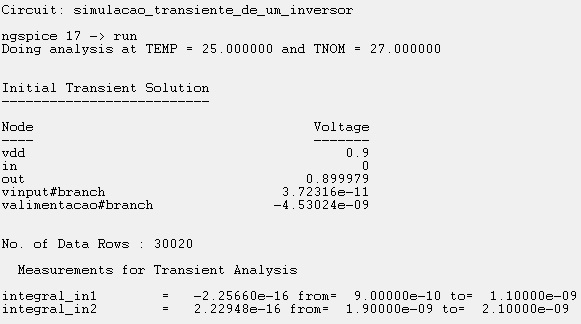 Circuit: simulacao_transiente_de_um_inversor
ngspice 17 -> run
Doing analysis at TEMP = 25.000000 and TNOM = 27.000000
Initial Transient Solution
--------------------------
Node Voltage
---- -------
vdd 0.9
in 0
out 0.899979
vinput#branch 3.72316e-11
valimentacao#branch -4.53024e-09
No. of Data Rows : 30020
Measurements for Transient Analysis
integral_in1 = -2.25660e-16 from= 9.00000e-10 to= 1.10000e-09
integral_in2 = 2.22948e-16 from= 1.90000e-09 to= 2.10000e-09